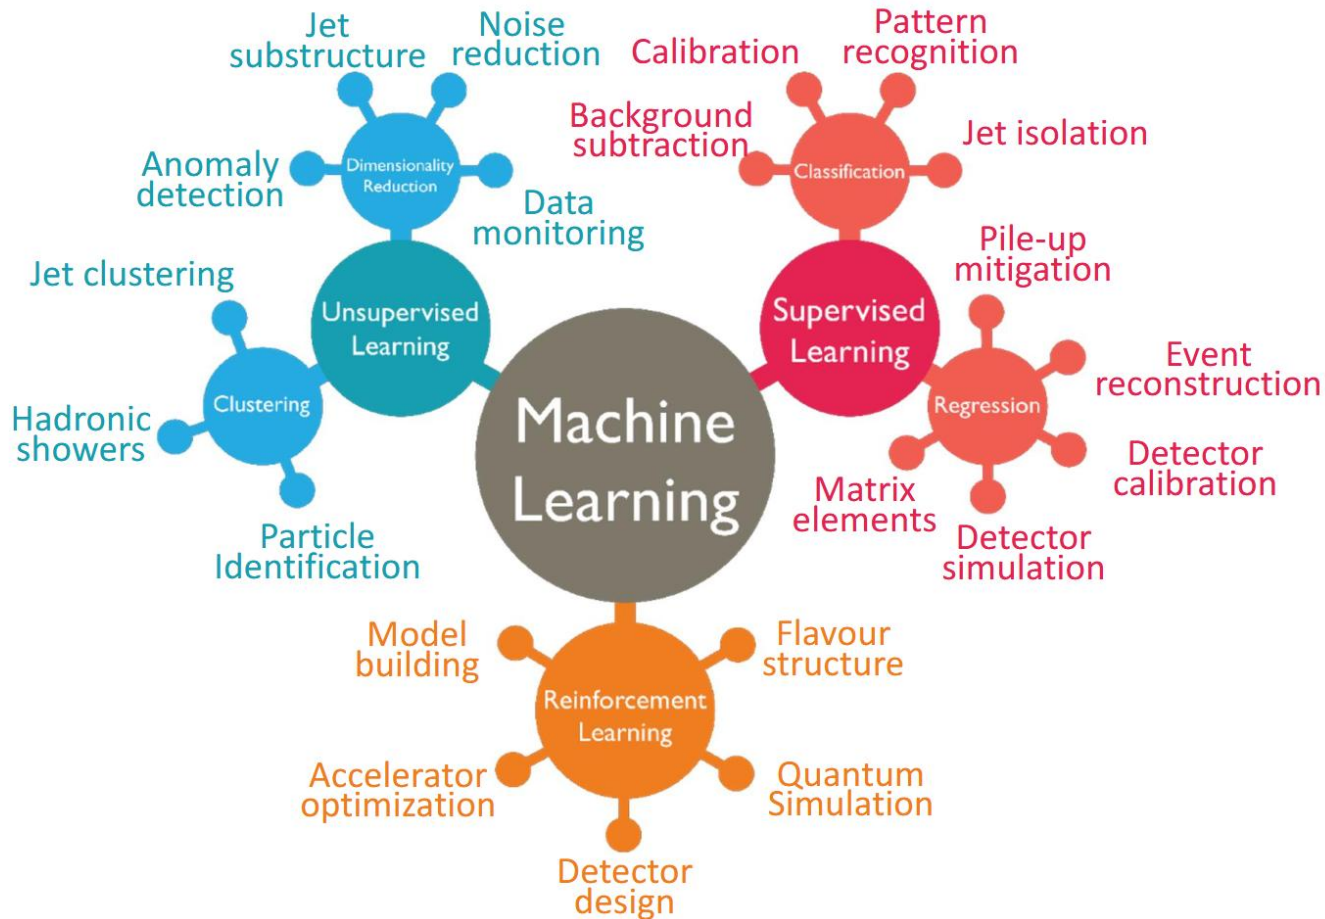 Jet
substructure
Noise
reduction
Anomaly
detection
Dimensionality
Reduction
Data
monitoring
Jet clustering
Unsupervised
Learning
Clustering
Hadronic
showers
Particle
Identification
Calibration
Pattern
recognition
Background
subtraction
Jet isolation
Classification
Pile-up
mitigation
Supervised
Learning
Event
reconstruction
Regression
Detector
calibration
Matrix
elements
Detector
simulation
Machine
Learning
Model
building
Flavour
structure
Reinforcement
Learning
Accelerator
optimization
Quantum
Simulation
Detector
design